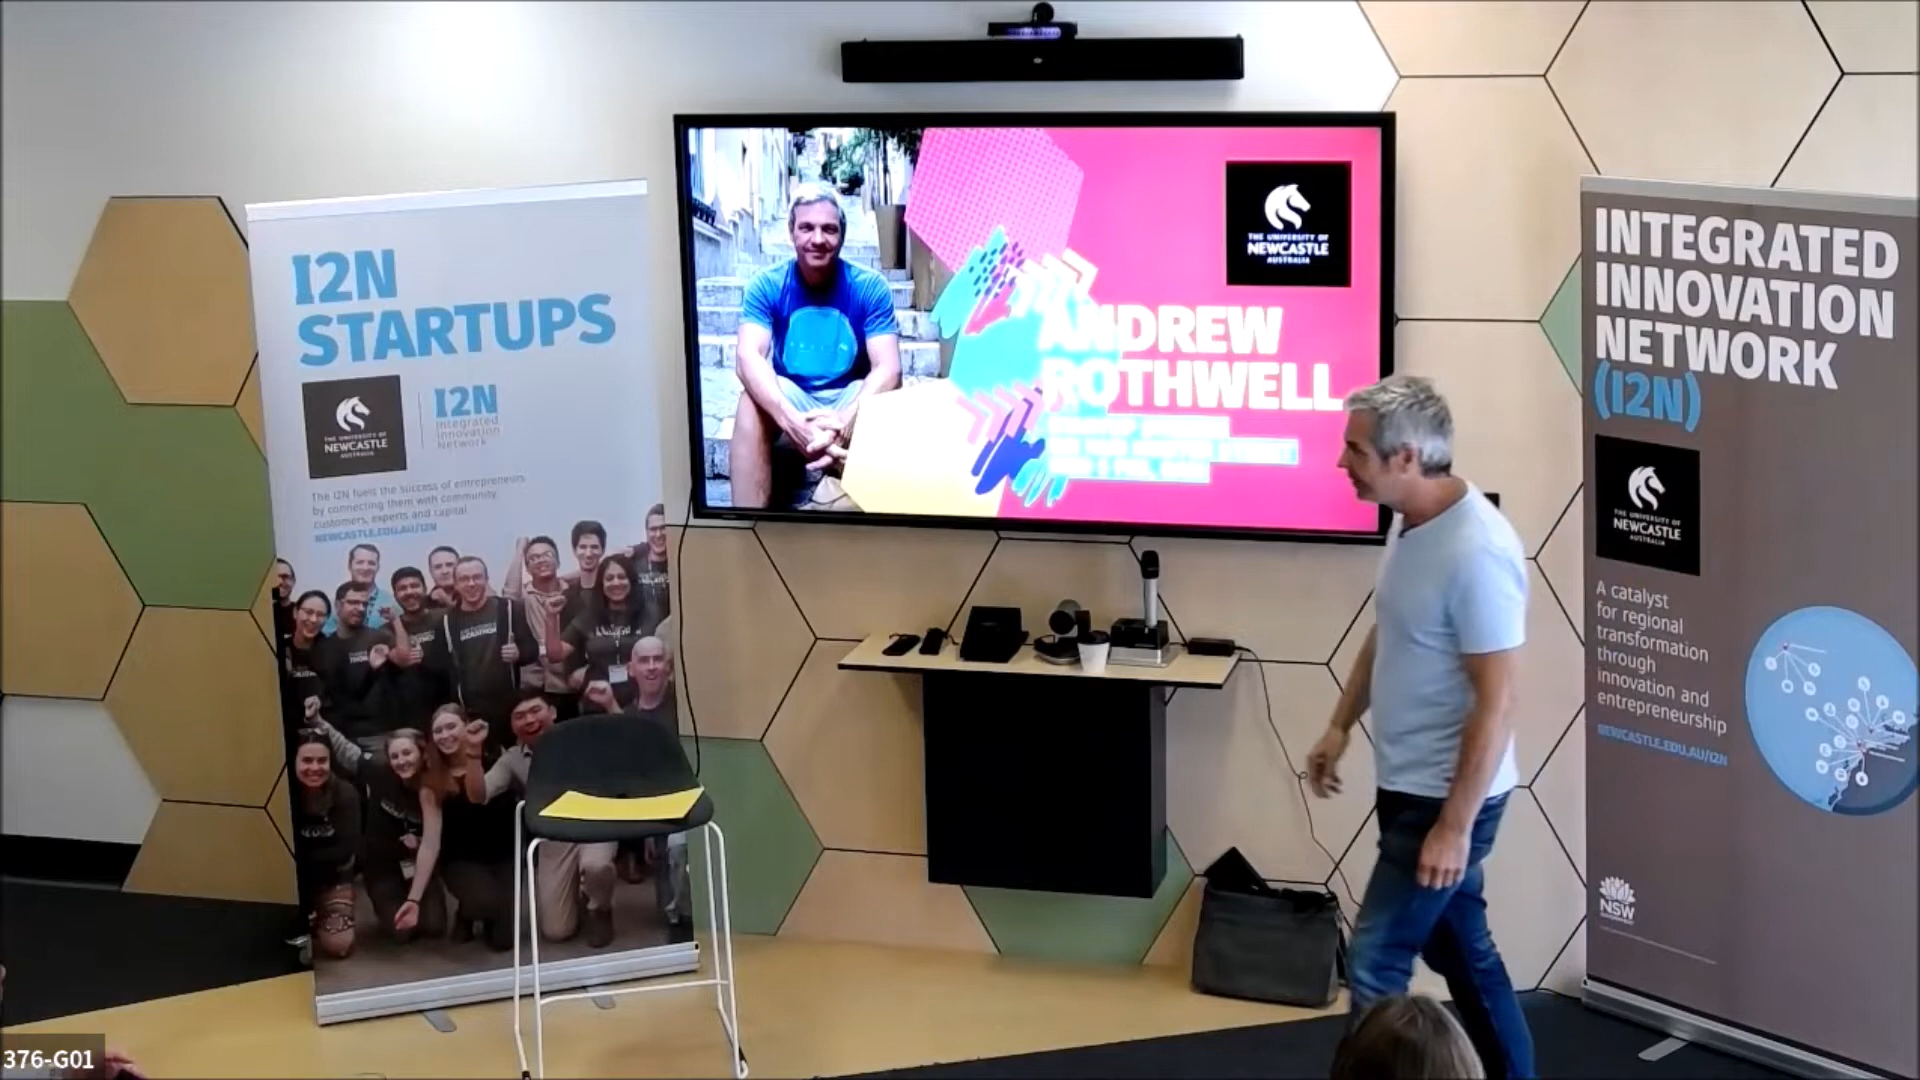 I2N
STARTUPS
THE UNIVERSITY OF
NEWCASTLE
AUSTRALIA
I2N
Integrated
Innovation
Network
The I2N fuels the success of entrepreneurs
by connecting them with community,
customers, experts and capital.
NEWCASTLE.EDU.AU/I2N
THE UNIVERSITY OF
NEWCASTLE
AUSTRALIA
ANDREW
ROTHWELL
INTEGRATED
INNOVATION
NETWORK
(I2N)
THE UNIVERSITY OF
NEWCASTLE
AUSTRALIA
A catalyst
for regional
transformation
through
innovation and
entrepreneurship
NEWCASTLE.EDU.AU/I2N
NSW
376-G01